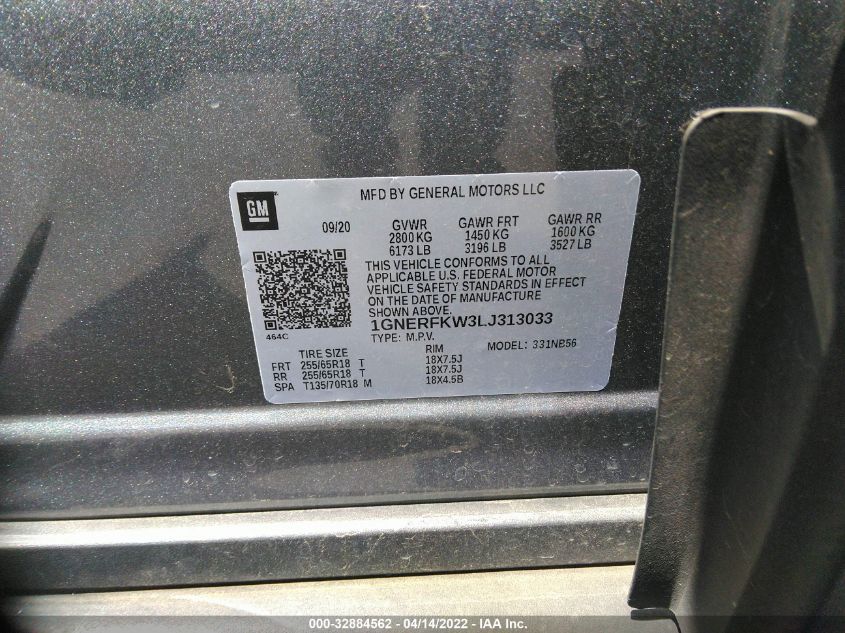 GM
MFD BY GENERAL MOTORS LLC
09/20 GVWR GAWR FRT GAWR RR
2800 KG 1450 KG 1600 KG
6173 LB 3196 LB 3527 LB
THIS VEHICLE CONFORMS TO ALL
APPLICABLE U.S. FEDERAL MOTOR
VEHICLE SAFETY STANDARDS IN EFFECT
ON THE DATE OF MANUFACTURE
SHOWN ABOVE.
464C
1GNERFKW3LJ313033
TYPE: M.P.V. MODEL: 331NB56
TIRE SIZE RIM
FRT 255/65R18 T 18X7.5J
RR 255/65R18 T 18X7.5J
SPA T135/70R18 M 18X4.5B
000-32884562 - 04/14/2022 - IAA Inc.